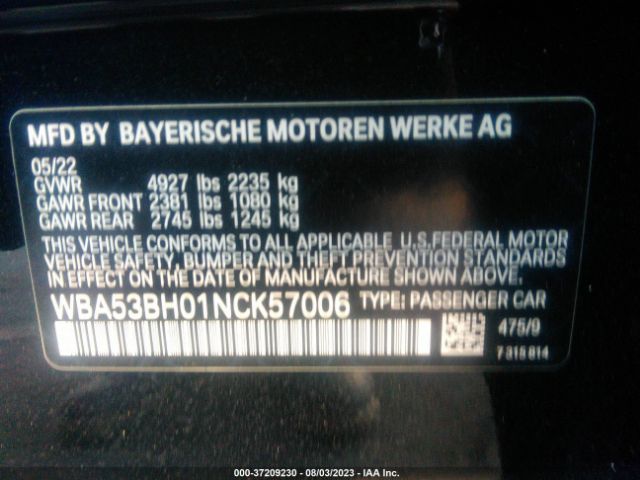 MFD BY BAYERISCHE MOTOREN WERKE AG
05/22
GVWR 4927 lbs 2235 kg
GAWR FRONT 2381 lbs 1080 kg
GAWR REAR 2745 lbs 1245 kg
THIS VEHICLE CONFORMS TO ALL APPLICABLE U.S.FEDERAL MOTOR
VEHICLE SAFETY, BUMPER AND THEFT PREVENTION STANDARDS
IN EFFECT ON THE DATE OF MANUFACTURE SHOWN ABOVE.
WBA53BH01NCK57006 TYPE: PASSENGER CAR
475/9
7 315 814
000-37209230 - 08/03/2023 - IAA Inc.